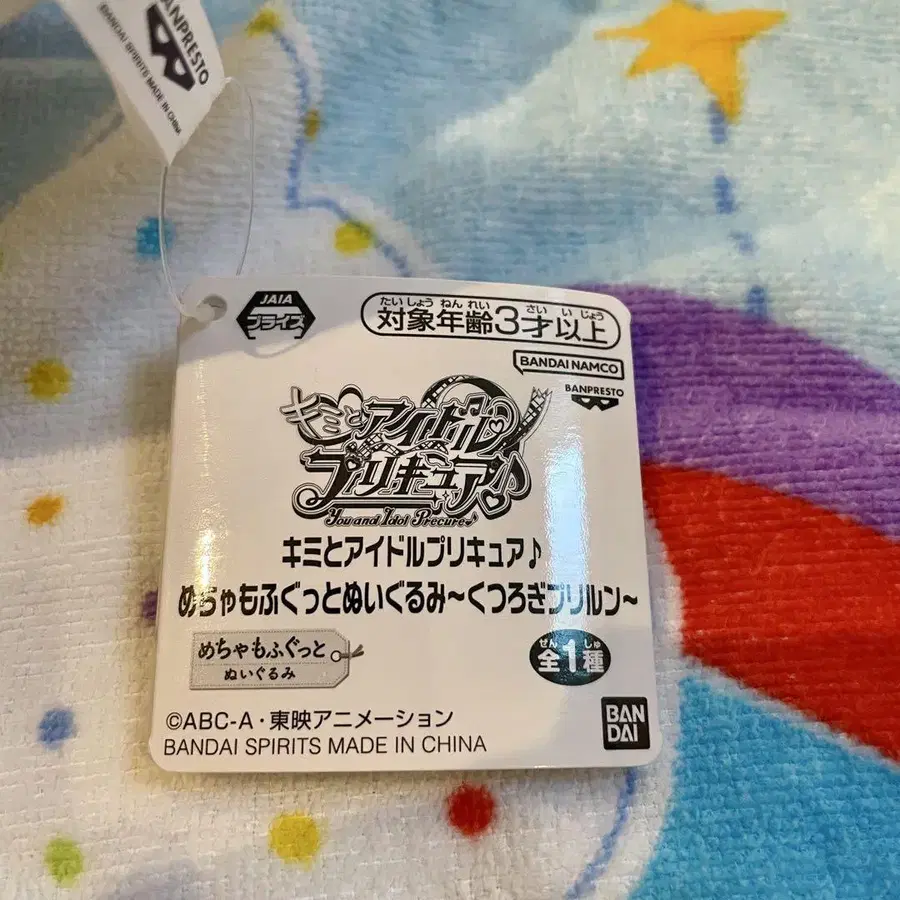 BANPRESTO
BANDAI SPIRITS MADE IN CHINA
JAIA
プライズ
たいしょうねんれい さい いじょう
対象年齢3才以上
BANDAI NAMCO
BANPRESTO
キミとアイドル
プリキュア♪
You and Idol Precure♪
キミとアイドルプリキュア♪
めちゃもふぐっとぬいぐるみ～くつろぎプリルン～
めちゃもふぐっと
ぬいぐるみ
ぜん しゅ
全1種
©ABC-A・東映アニメーション
BANDAI SPIRITS MADE IN CHINA
BAN
DAI